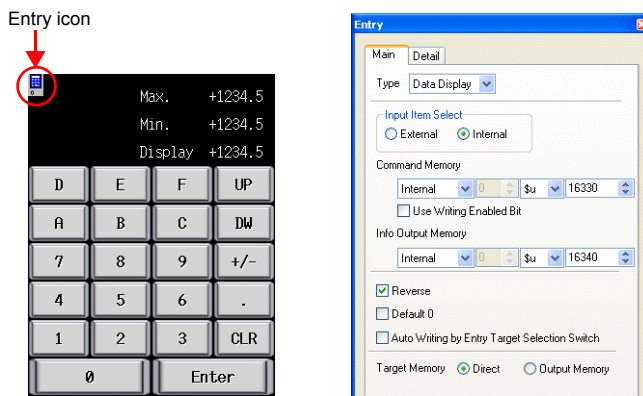 Entry icon
Max. +1234.5
Min. +1234.5
Display +1234.5
D E F UP
A B C DW
7 8 9 +/-
4 5 6 .
1 2 3 CLR
0 Enter
Entry
Main Detail
Type Data Display
Input Item Select
External Internal
Command Memory
Internal 0 $u 16330
Use Writing Enabled Bit
Info Output Memory
Internal 0 $u 16340
Reverse
Default 0
Auto Writing by Entry Target Selection Switch
Target Memory Direct Output Memory